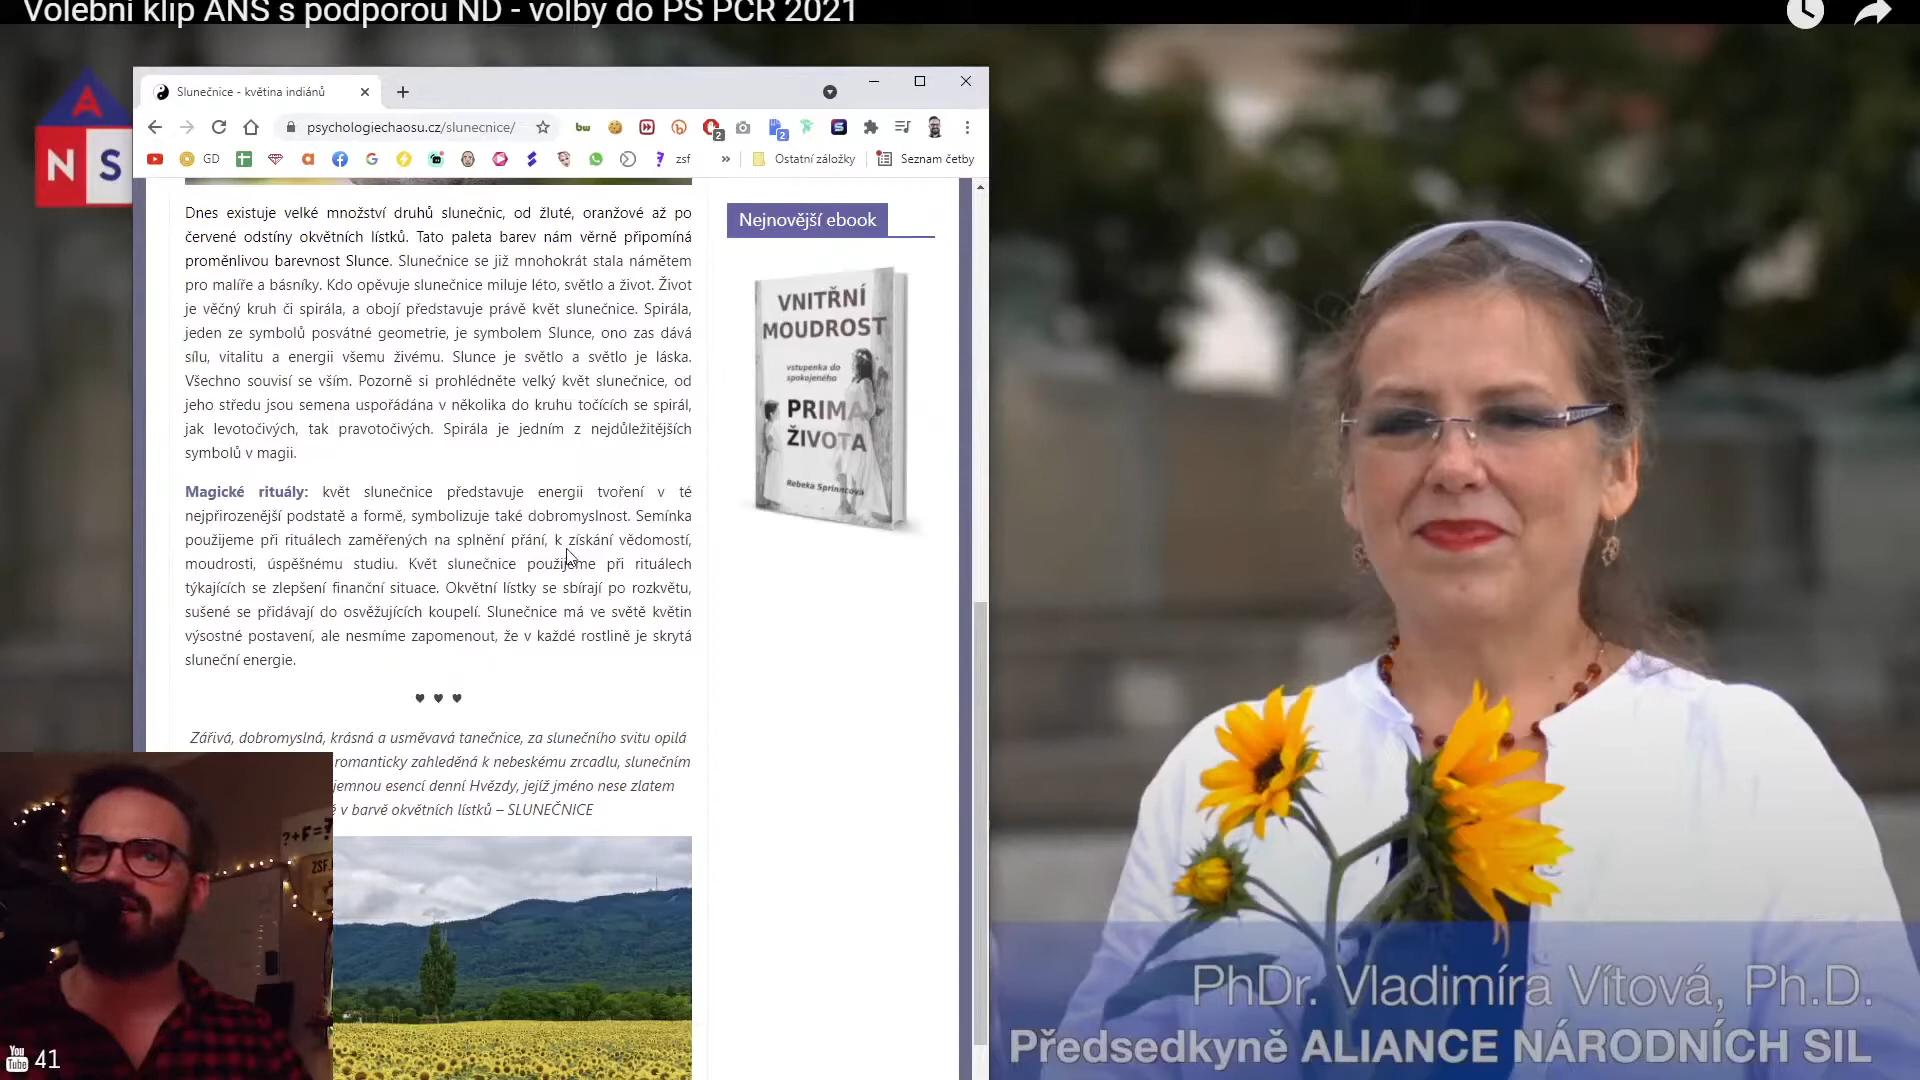 Volební klip ANS s podporou ND - volby do PS PČR 2021
A
N S
Slunečnice - květina indiánů
psychologiechaosu.cz/slunecnice/
2
2
GD
zsf
»
Ostatní záložky
Seznam četby
Dnes existuje velké množství druhů slunečnic, od žluté, oranžové až po
červené odstíny okvětních lístků. Tato paleta barev nám věrně připomíná
proměnlivou barevnost Slunce. Slunečnice se již mnohokrát stala námětem
pro malíře a básníky. Kdo opěvuje slunečnice miluje léto, světlo a život. Život
je věčný kruh či spirála, a obojí představuje právě květ slunečnice. Spirála,
jeden ze symbolů posvátné geometrie, je symbolem Slunce, ono zas dává
sílu, vitalitu a energii všemu živému. Slunce je světlo a světlo je láska.
Všechno souvisí se vším. Pozorně si prohlédněte velký květ slunečnice, od
jeho středu jsou semena uspořádána v několika do kruhu točících se spirál,
jak levotočivých, tak pravotočivých. Spirála je jedním z nejdůležitějších
symbolů v magii.
Magické rituály: květ slunečnice představuje energii tvoření v té
nejpřirozenější podstatě a formě, symbolizuje také dobromyslnost. Semínka
použijeme při rituálech zaměřených na splnění přání, k získání vědomostí,
moudrosti, úspěšnému studiu. Květ slunečnice použijeme při rituálech
týkajících se zlepšení finanční situace. Okvětní lístky se sbírají po rozkvětu,
sušené se přidávají do osvěžujících koupelí. Slunečnice má ve světě květin
výsostné postavení, ale nesmíme zapomenout, že v každé rostlině je skrytá
sluneční energie.
♥ ♥ ♥
Zářivá, dobromyslná, krásná a usměvavá tanečnice, za slunečního svitu opilá
romanticky zahleděná k nebeskému zrcadlu, slunečním
jemnou esencí denní Hvězdy, jejíž jméno nese zlatem
v barvě okvětních lístků – SLUNEČNICE
Nejnovější ebook
VNITŘNÍ
MOUDROST
vstupenka do
spokojeného
PRIMA
ŽIVOTA
Rebeka Sprinncová
?+F=?
ZSF.
You
Tube 41
PhDr. Vladimíra Vítová, Ph.D.
Předsedkyně ALIANCE NÁRODNÍCH SIL